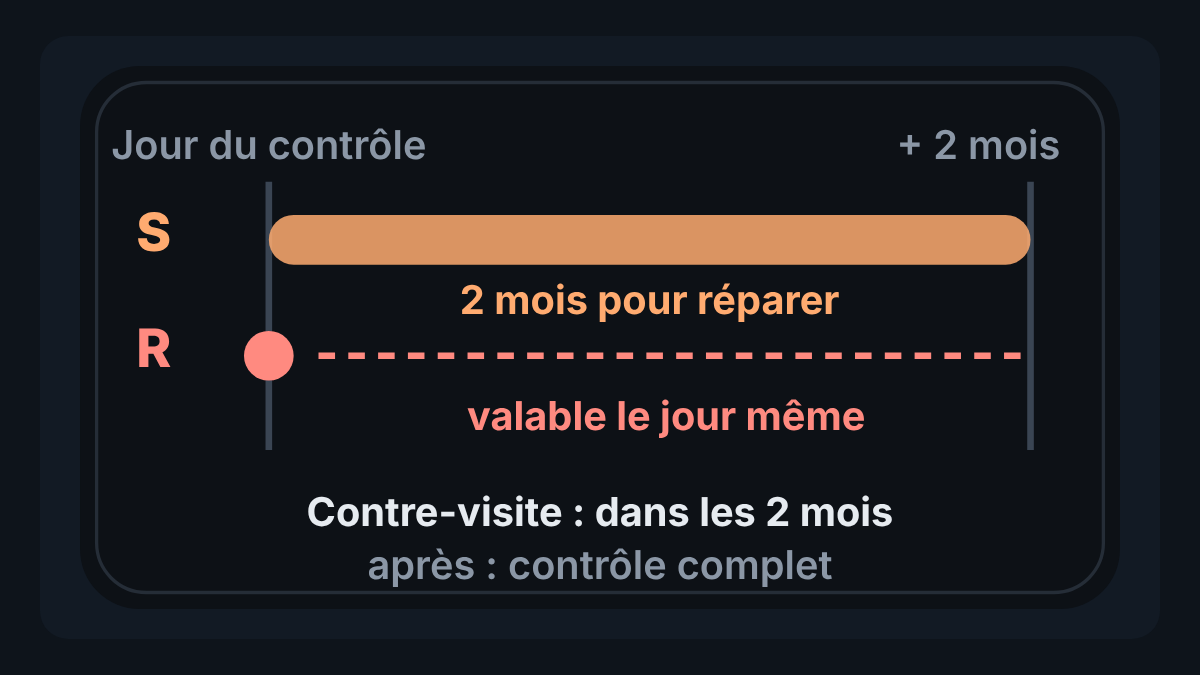 Jour du contrôle
+ 2 mois
S
2 mois pour réparer
R
valable le jour même
Contre-visite : dans les 2 mois
après : contrôle complet